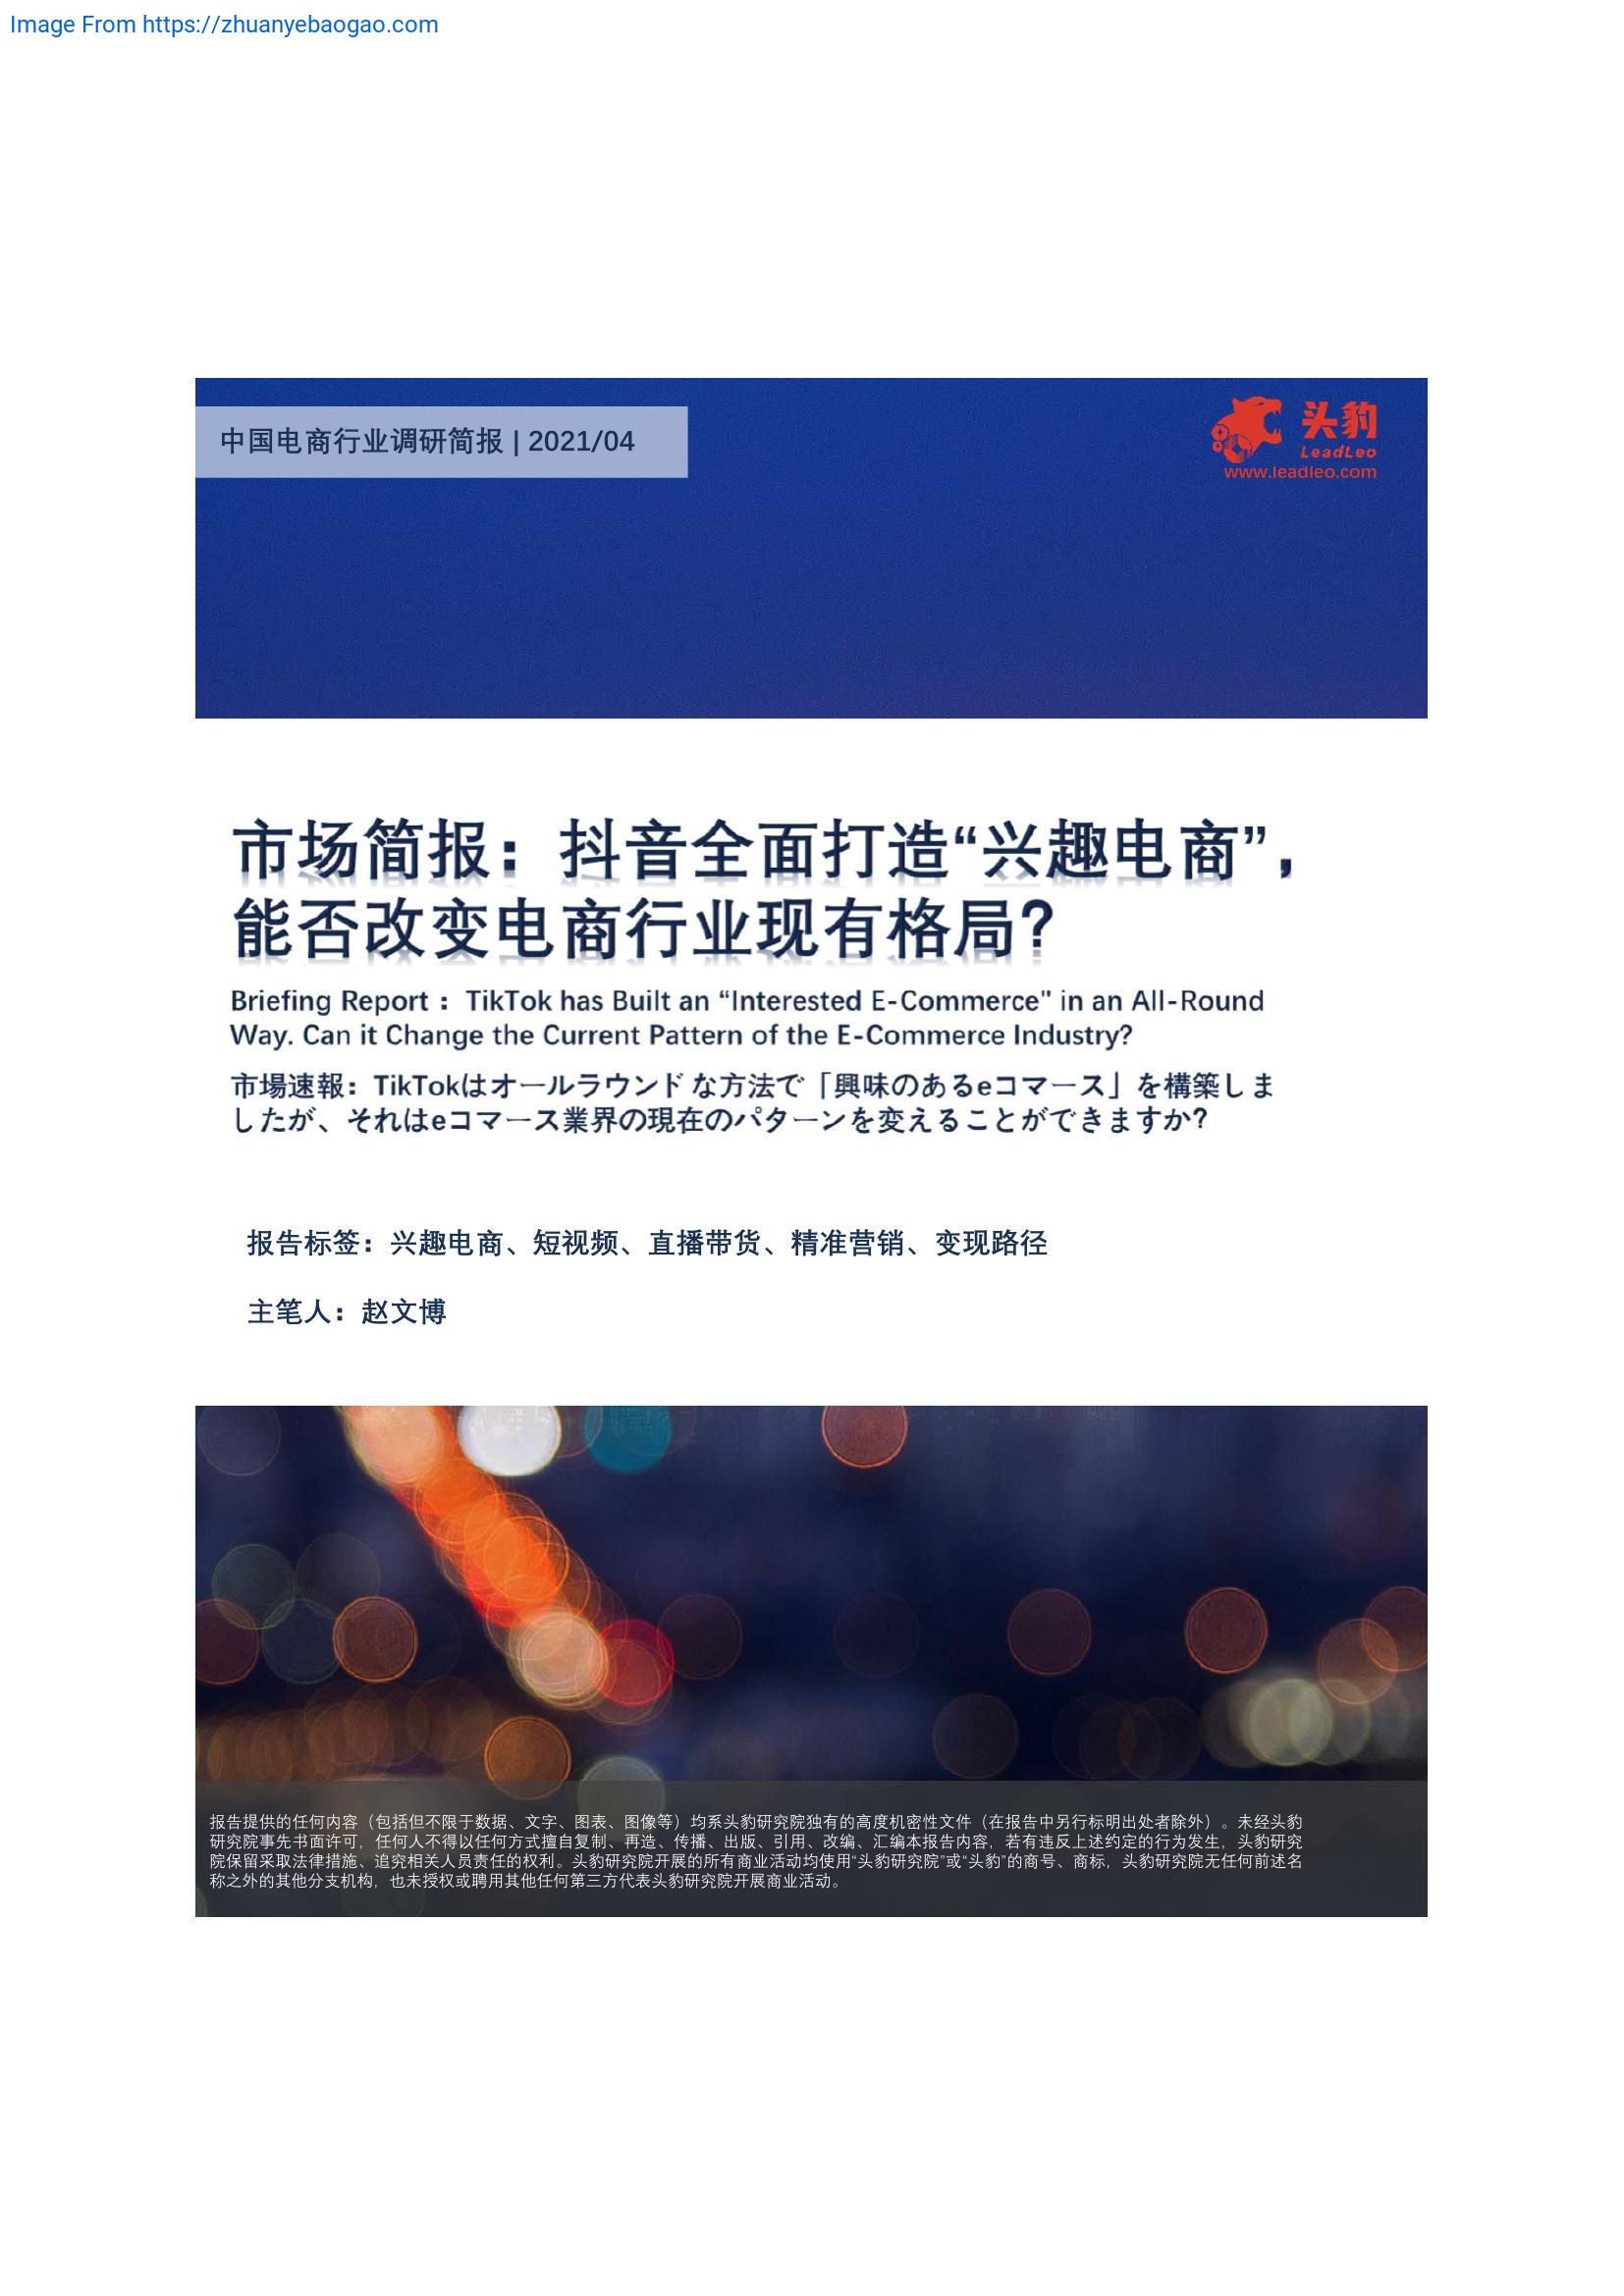 Image From https://zhuanyebaogao.com
中国电商行业调研简报 | 2021/04
头豹
LeadLeo
www.leadleo.com
市场简报：抖音全面打造“兴趣电商”，
能否改变电商行业现有格局？
Briefing Report： TikTok has Built an “Interested E-Commerce" in an All-Round
Way. Can it Change the Current Pattern of the E-Commerce Industry?
市場速報：TikTokはオールラウンドな方法で「興味のあるeコマース」を構築しま
したが、それはeコマース業界の現在のパターンを変えることができますか?
报告标签：兴趣电商、短视频、直播带货、精准营销、变现路径
主笔人：赵文博
报告提供的任何内容（包括但不限于数据、文字、图表、图像等）均系头豹研究院独有的高度机密性文件（在报告中另行标明出处者除外）。未经头豹
研究院事先书面许可，任何人不得以任何方式擅自复制、再造、传播、出版、引用、改编、汇编本报告内容，若有违反上述约定的行为发生，头豹研究
院保留采取法律措施、追究相关人员责任的权利。头豹研究院开展的所有商业活动均使用“头豹研究院”或“头豹”的商号、商标，头豹研究院无任何前述名
称之外的其他分支机构，也未授权或聘用其他任何第三方代表头豹研究院开展商业活动。